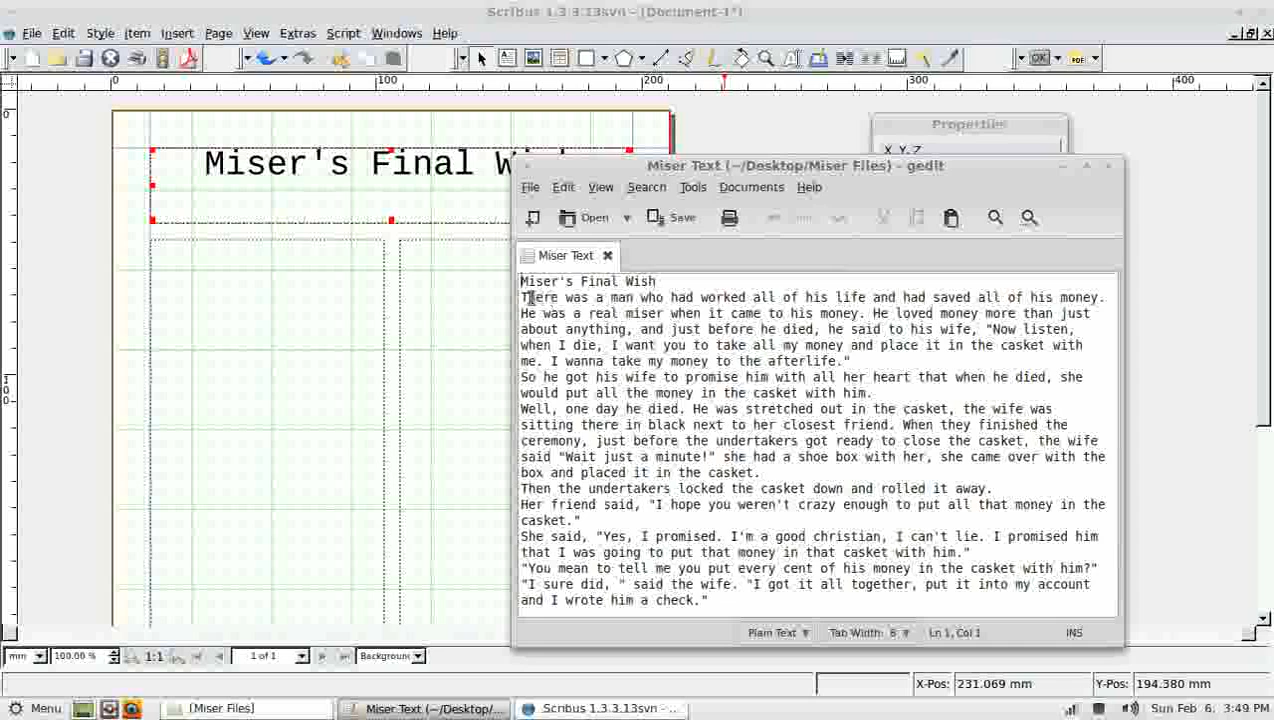 Scribus 1.3.3.13svn - [Document-1*]
File Edit Style Item Insert Page View Extras Script Windows Help
0 100 200 300 400
0
100
Miser's Final
Properties
X, Y, Z
Miser Text (~/Desktop/Miser Files) - gedit
File Edit View Search Tools Documents Help
Open Save
Miser Text
Miser's Final Wish
There was a man who had worked all of his life and had saved all of his money.
He was a real miser when it came to his money. He loved money more than just
about anything, and just before he died, he said to his wife, "Now listen,
when I die, I want you to take all my money and place it in the casket with
me. I wanna take my money to the afterlife."
So he got his wife to promise him with all her heart that when he died, she
would put all the money in the casket with him.
Well, one day he died. He was stretched out in the casket, the wife was
sitting there in black next to her closest friend. When they finished the
ceremony, just before the undertakers got ready to close the casket, the wife
said "Wait just a minute!" she had a shoe box with her, she came over with the
box and placed it in the casket.
Then the undertakers locked the casket down and rolled it away.
Her friend said, "I hope you weren't crazy enough to put all that money in the
casket."
She said, "Yes, I promised. I'm a good christian, I can't lie. I promised him
that I was going to put that money in that casket with him."
"You mean to tell me you put every cent of his money in the casket with him?"
"I sure did, " said the wife. "I got it all together, put it into my account
and I wrote him a check."
Plain Text Tab Width: 8 Ln 1, Col 1 INS
mm 100.00 % 1:1 1 of 1 Background
X-Pos: 231.069 mm Y-Pos: 194.380 mm
Menu [Miser Files] Miser Text (~/Desktop/... Scribus 1.3.3.13svn - ... Sun Feb 6, 3:49 PM